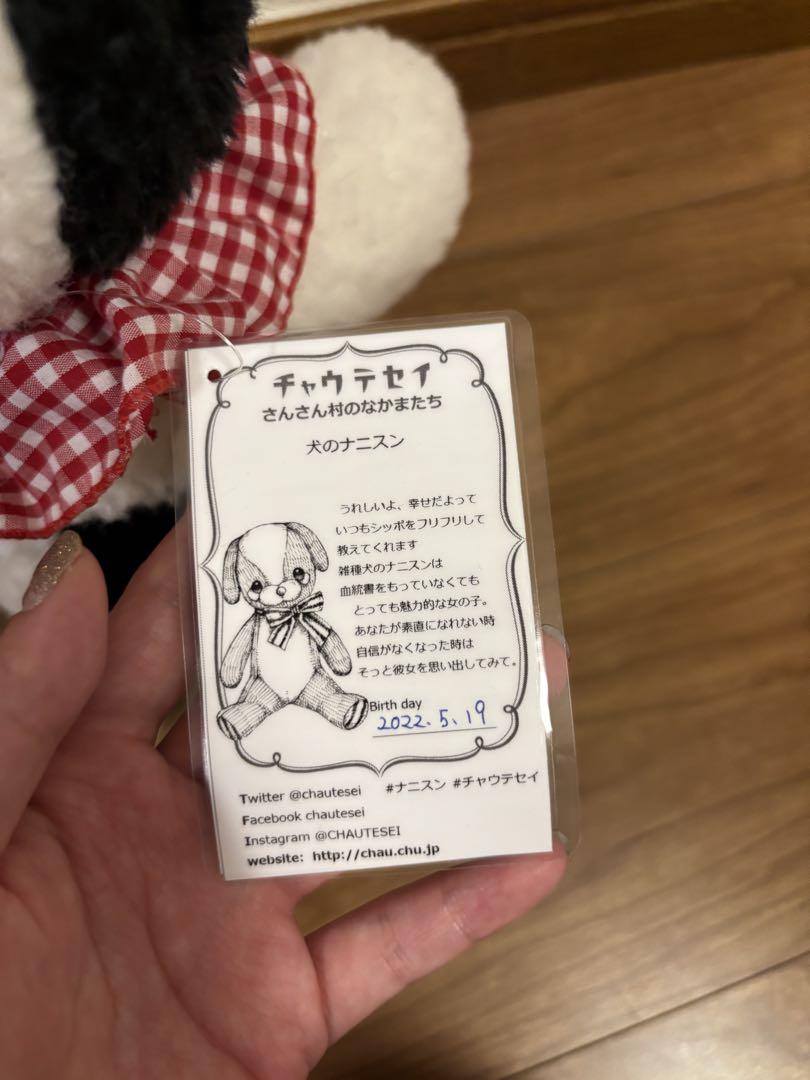 チャウテセイ
さんさん村のなかまたち
犬のナニスン
うれしいよ、幸せだよって
いつもシッポをフリフリして
教えてくれます
雑種犬のナニスンは
血統書をもっていなくても
とっても魅力的な女の子。
あなたが素直になれない時
自信がなくなった時は
そっと彼女を思い出してみて。
Birth day
2022.5.19
Twitter @chautesei #ナニスン #チャウテセイ
Facebook chautesei
Instagram @CHAUTESEI
website: http://chau.chu.jp